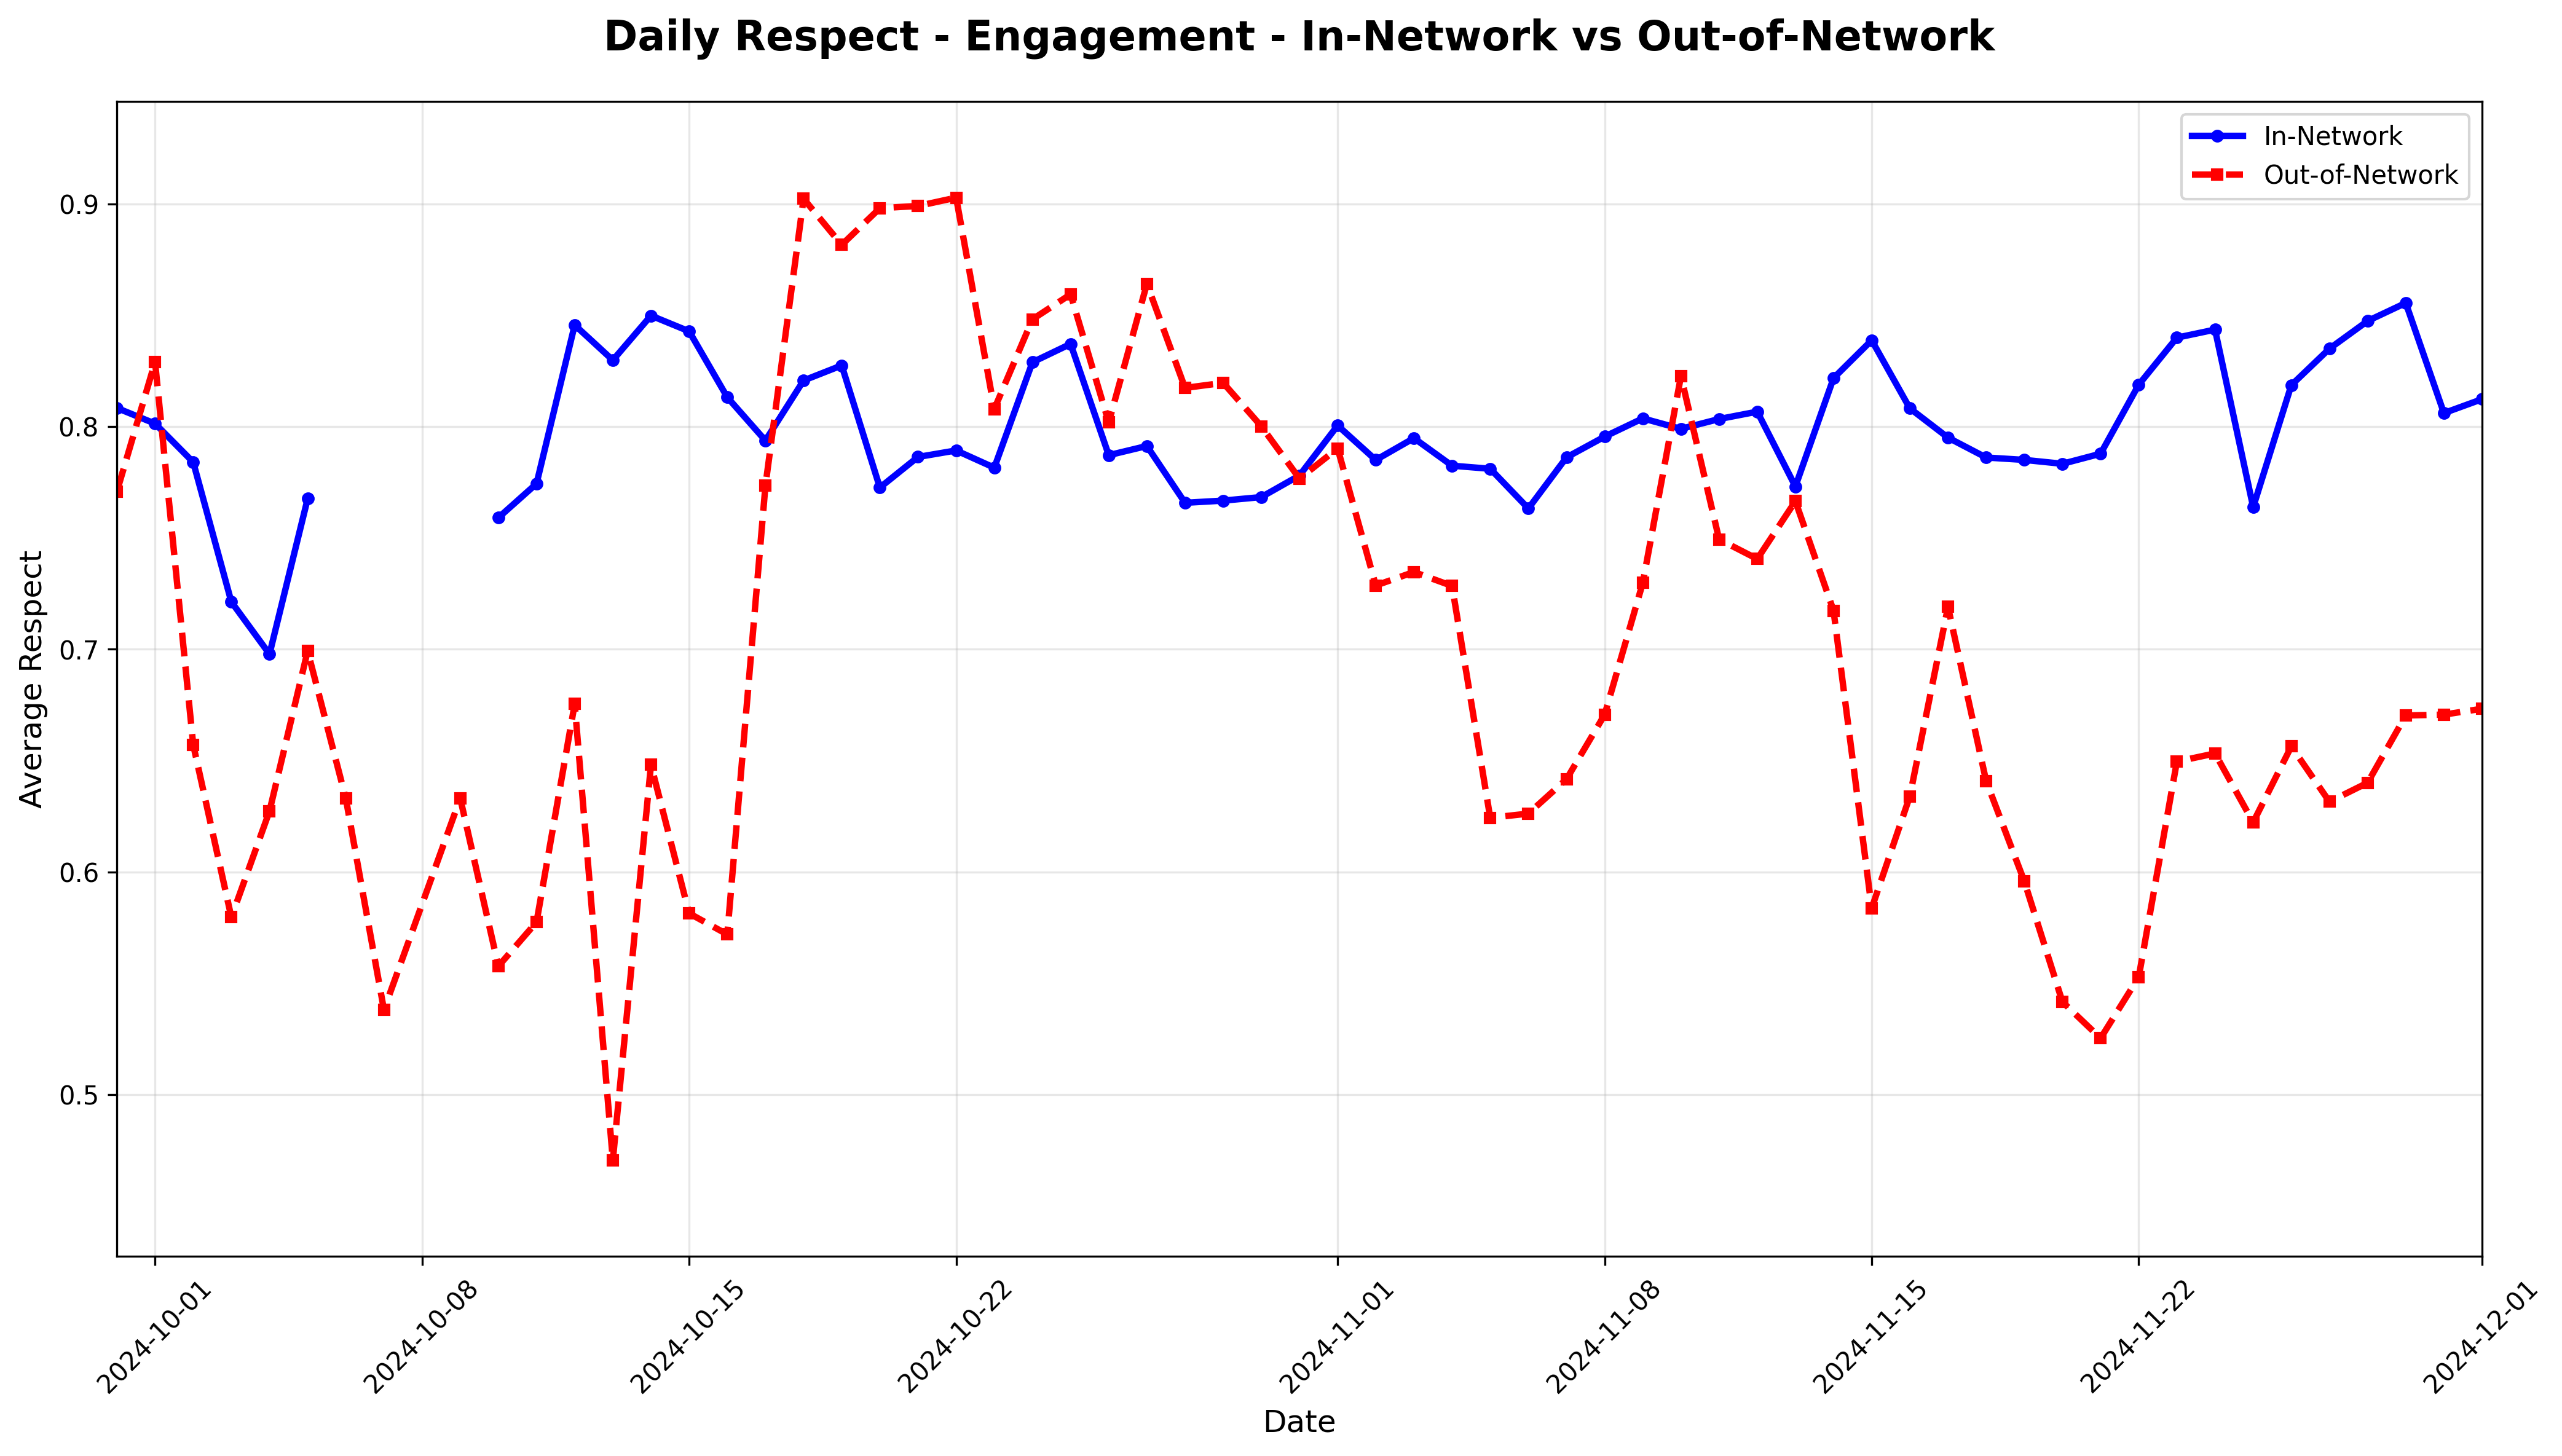 Daily Respect - Engagement - In-Network vs Out-of-Network
In-Network
Out-of-Network
Average Respect
0.9
0.8
0.7
0.6
0.5
2024-10-01
2024-10-08
2024-10-15
2024-10-22
2024-11-01
2024-11-08
2024-11-15
2024-11-22
2024-12-01
Date